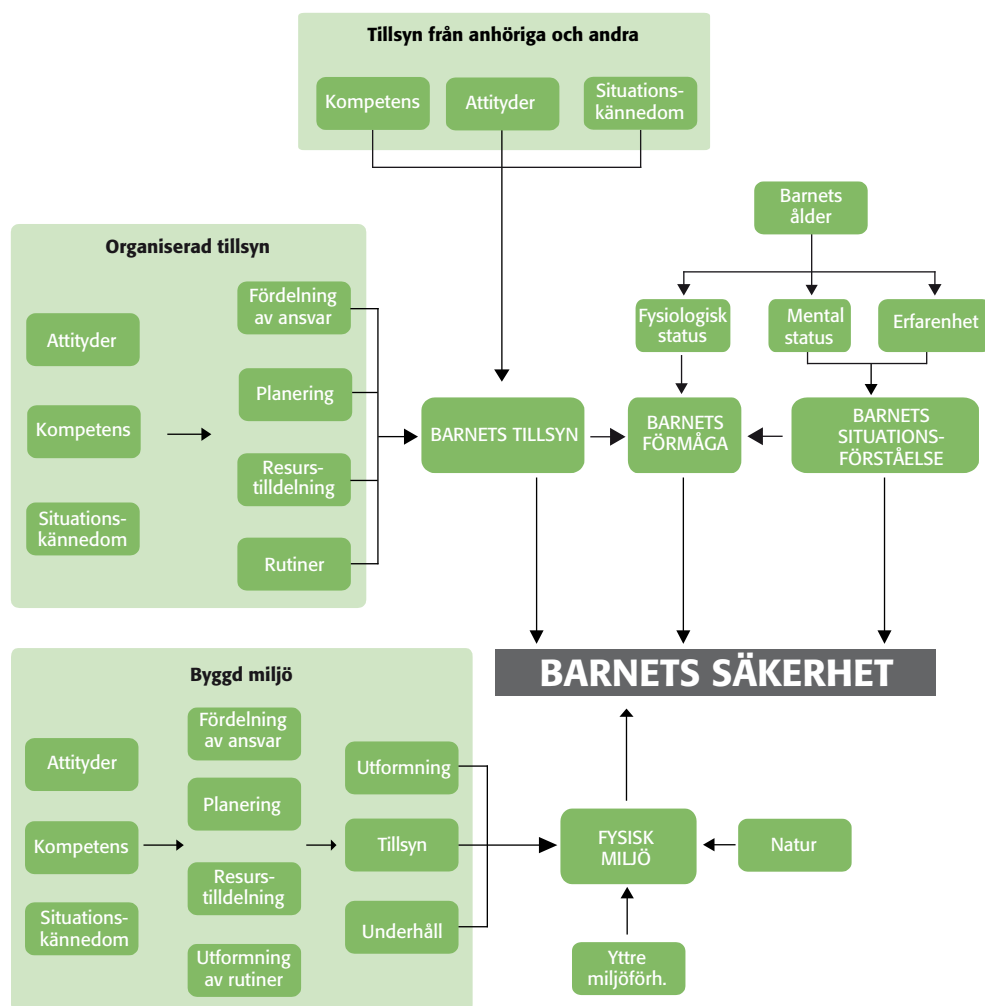 Tillsyn från anhöriga och andra
Kompetens
Attityder
Situations-
kännedom
Barnets
ålder
Organiserad tillsyn
Attityder
Kompetens
Situations-
kännedom
Fördelning
av ansvar
Planering
Resurs-
tilldelning
Rutiner
Fysiologisk
status
Mental
status
Erfarenhet
BARNETS TILLSYN
BARNETS
FÖRMÅGA
BARNETS
SITUATIONS-
FÖRSTÅELSE
BARNETS SÄKERHET
Byggd miljö
Attityder
Kompetens
Situations-
kännedom
Fördelning
av ansvar
Planering
Resurs-
tilldelning
Utformning
av rutiner
Utformning
Tillsyn
Underhåll
FYSISK
MILJÖ
Natur
Yttre
miljöförh.